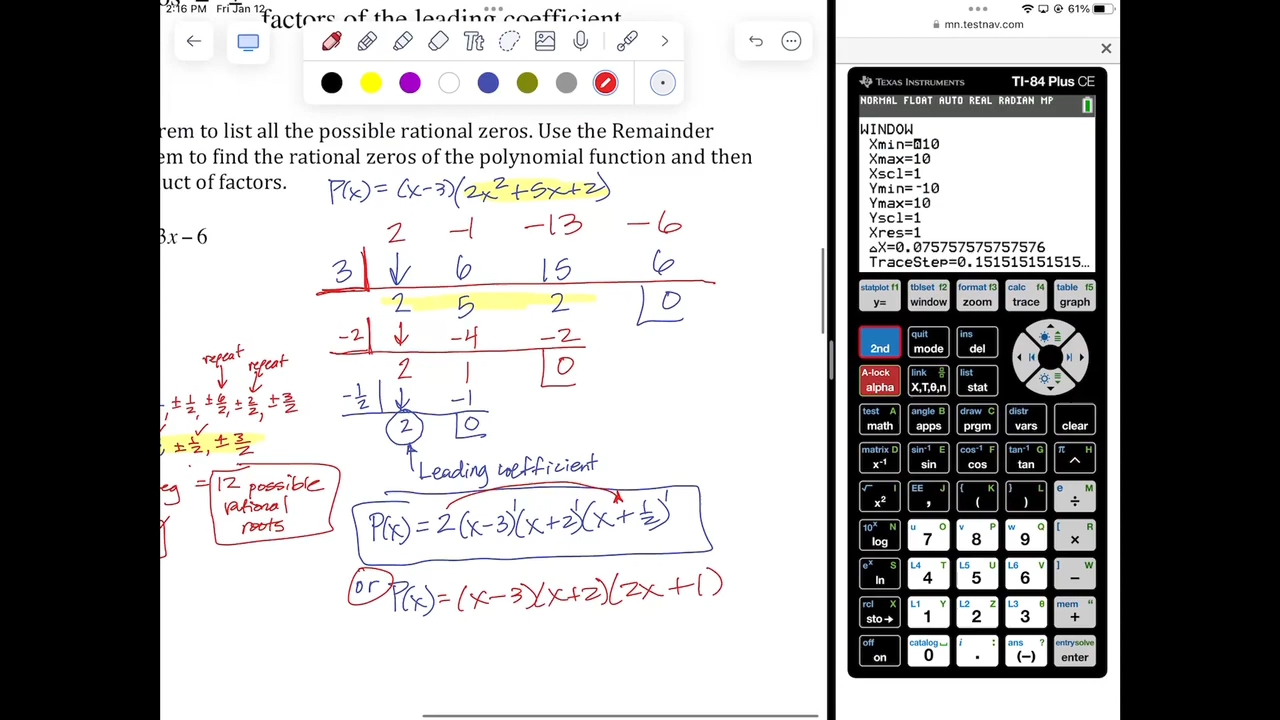 2:16 PM Fri Jan 12
61%
factors of the leading coefficient
mn.testnav.com
Tt
rem to list all the possible rational zeros. Use the Remainder
em to find the rational zeros of the polynomial function and then
duct of factors.
P(x) = (x-3)(2x²+5x+2)
3x – 6
2 -1 -13 -6
3 6 15 6
2 5 2 0
-2 -4 -2
2 1 0
-1/2 -1
2 0
repeat
repeat
± 1/2, ± 6/2, ± 2/2, ± 3/2
± 1/2, ± 3/2
eg = 12 possible
rational
roots
Leading coefficient
P(x) = 2(x-3)¹(x+2)¹(x+1/2)¹
or P(x) = (x-3)(x+2)(2x+1)
TEXAS INSTRUMENTS TI-84 Plus CE
NORMAL FLOAT AUTO REAL RADIAN MP
WINDOW
Xmin=-10
Xmax=10
Xscl=1
Ymin=-10
Ymax=10
Yscl=1
Xres=1
△X=0.075757575757576
TraceStep=0.151515151515…
statplot f1 tblset f2 format f3 calc f4 table f5
y= window zoom trace graph
quit ins
2nd mode del
A-lock link list
alpha X,T,θ,n stat
test A angle B draw C distr
math apps prgm vars clear
matrix D sin⁻¹ E cos⁻¹ F tan⁻¹ G π H
x⁻¹ sin cos tan ^
√ I EE J { K } L e M
x² , ( ) ÷
10ˣ N u O v P w Q [ R
log 7 8 9 ×
eˣ S L4 T L5 U L6 V ] W
ln 4 5 6 −
rcl X L1 Y L2 Z L3 θ mem "
sto→ 1 2 3 +
off catalog i : ans ? entry solve
on 0 . (−) enter